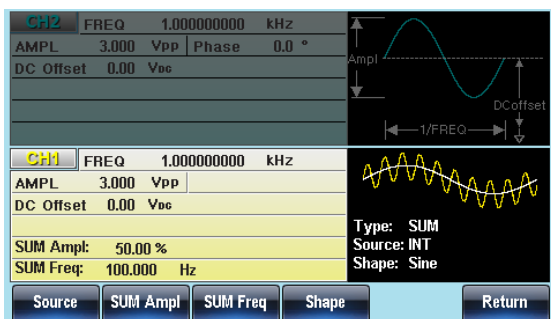 CH2 FREQ 1.000000000 kHz
AMPL 3.000 Vpp Phase 0.0 °
DC Offset 0.00 VDC
Ampl
DCoffset
1/FREQ
CH1 FREQ 1.000000000 kHz
AMPL 3.000 Vpp
DC Offset 0.00 VDC
SUM Ampl: 50.00 %
SUM Freq: 100.000 Hz
Type: SUM
Source: INT
Shape: Sine
Source SUM Ampl SUM Freq Shape Return